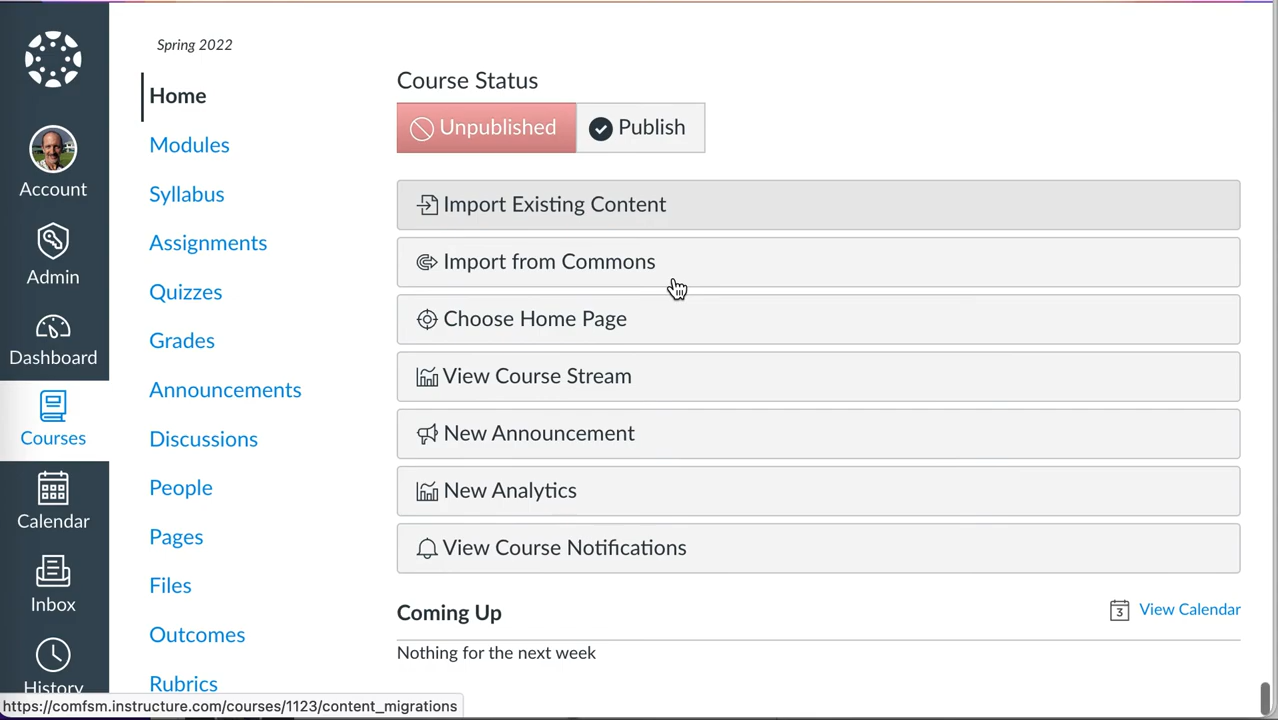 Spring 2022
Account
Admin
Dashboard
Courses
Calendar
Inbox
History
Home
Modules
Syllabus
Assignments
Quizzes
Grades
Announcements
Discussions
People
Pages
Files
Outcomes
Rubrics
Course Status
Unpublished
Publish
Import Existing Content
Import from Commons
Choose Home Page
View Course Stream
New Announcement
New Analytics
View Course Notifications
Coming Up
3 View Calendar
Nothing for the next week
https://comfsm.instructure.com/courses/1123/content_migrations